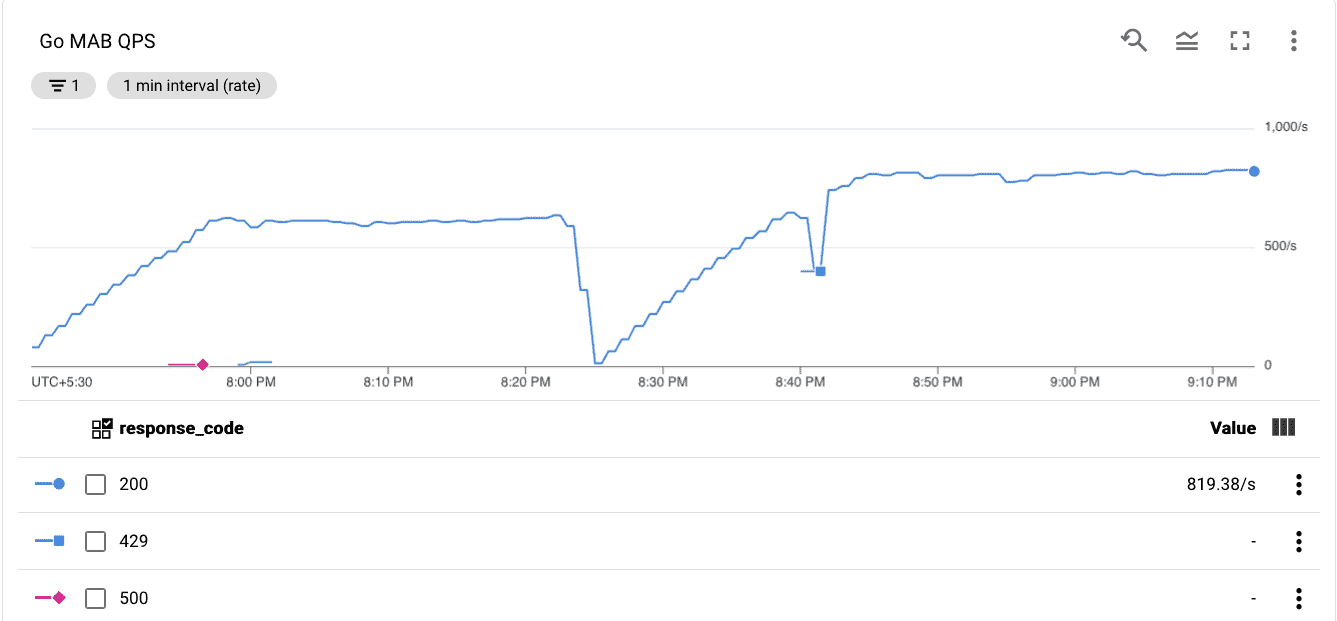 Go MAB QPS
1
1 min interval (rate)
1,000/s
500/s
0
UTC+5:30 8:00 PM 8:10 PM 8:20 PM 8:30 PM 8:40 PM 8:50 PM 9:00 PM 9:10 PM
response_code Value
200 819.38/s
429 -
500 -